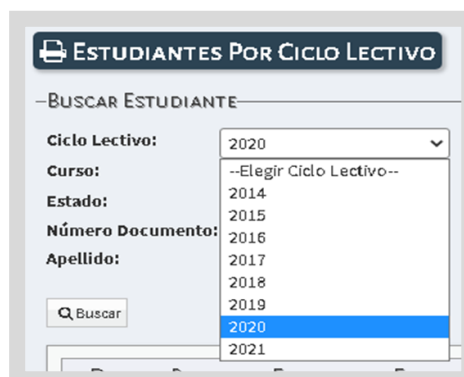 ESTUDIANTES POR CICLO LECTIVO
BUSCAR ESTUDIANTE
Ciclo Lectivo: 2020
Curso: --Elegir Ciclo Lectivo--
2014
Estado:
2015
Número Documento: 2016
Apellido: 2017
2018
2019
Buscar
2020
2021